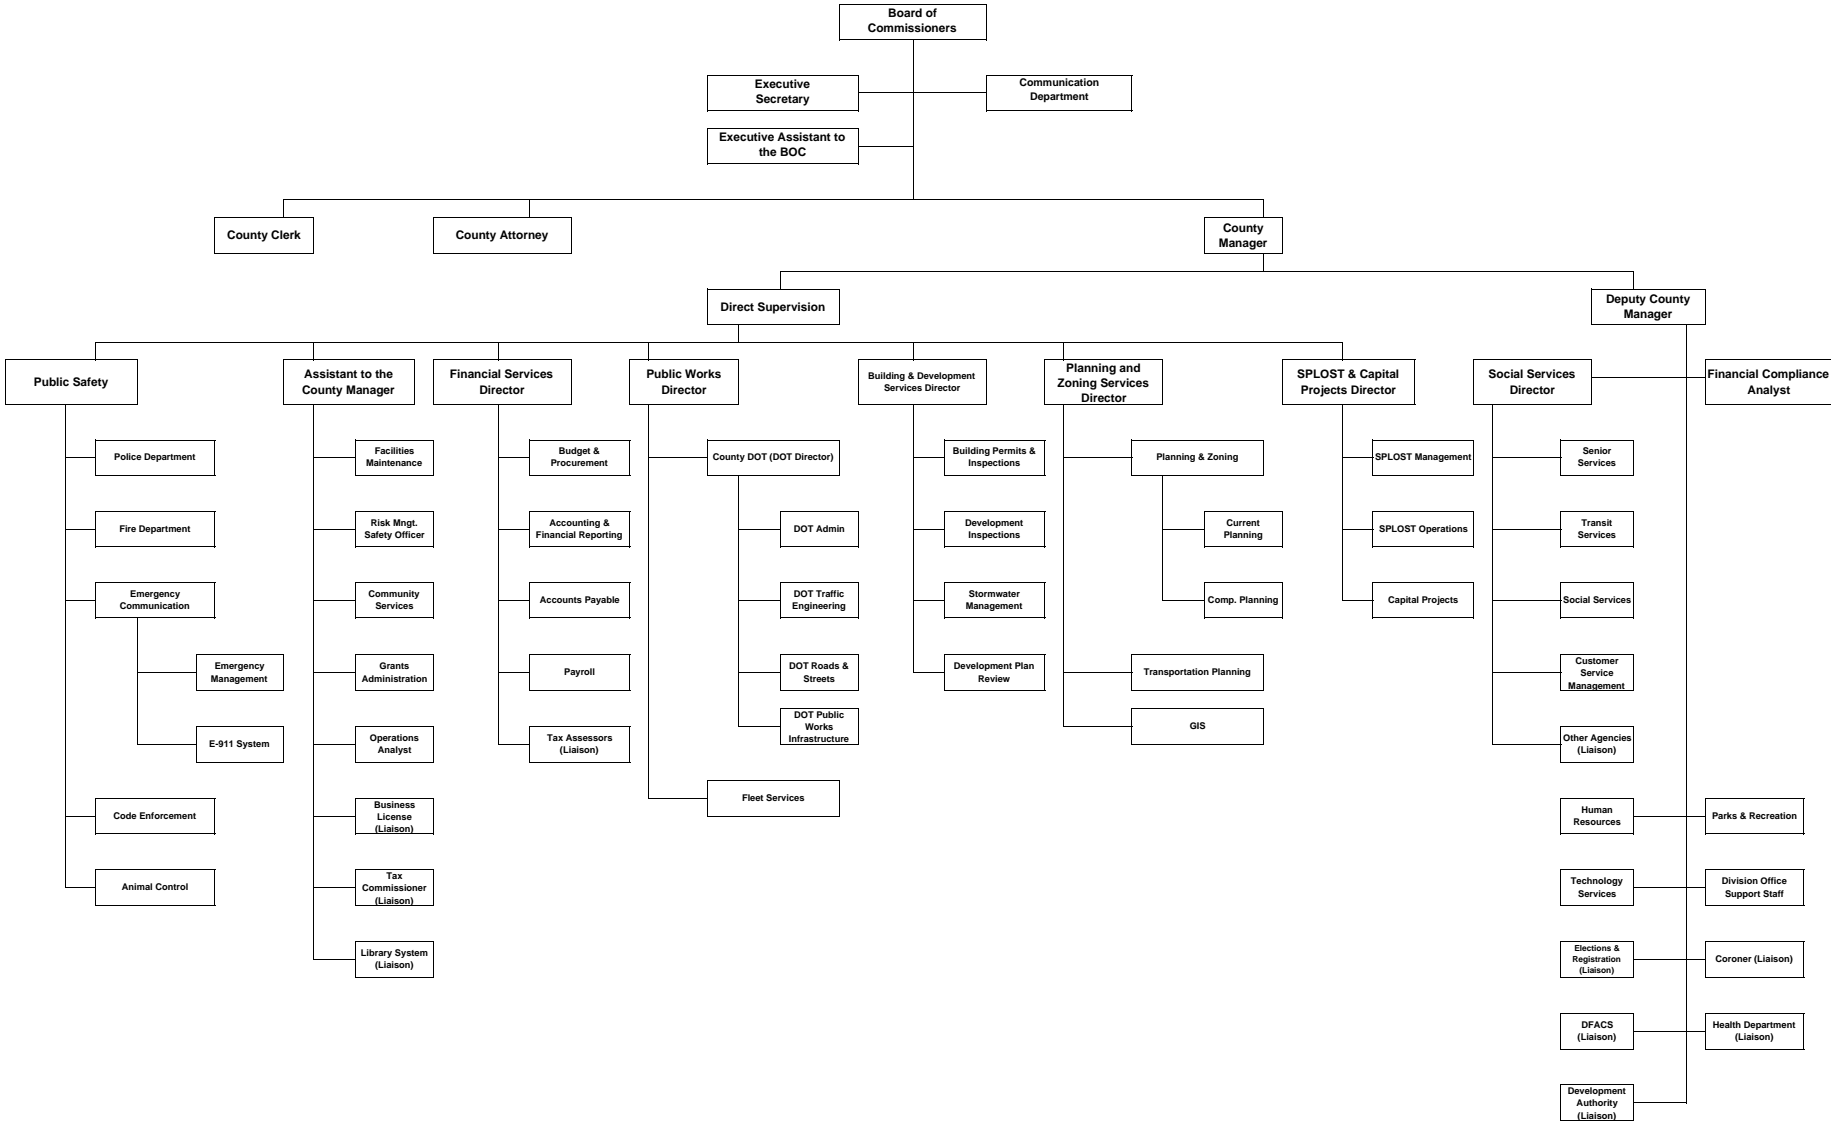 Board of
Commissioners
Executive
Secretary
Communication
Department
Executive Assistant to
the BOC
County Clerk
County Attorney
County
Manager
Direct Supervision
Deputy County
Manager
Public Safety
Assistant to the
County Manager
Financial Services
Director
Public Works
Director
Building & Development
Services Director
Planning and
Zoning Services
Director
SPLOST & Capital
Projects Director
Social Services
Director
Financial Compliance
Analyst
Police Department
Fire Department
Emergency
Communication
Emergency
Management
E-911 System
Code Enforcement
Animal Control
Facilities
Maintenance
Risk Mngt.
Safety Officer
Community
Services
Grants
Administration
Operations
Analyst
Business
License
(Liaison)
Tax
Commissioner
(Liaison)
Library System
(Liaison)
Budget &
Procurement
Accounting &
Financial Reporting
Accounts Payable
Payroll
Tax Assessors
(Liaison)
County DOT (DOT Director)
DOT Admin
DOT Traffic
Engineering
DOT Roads &
Streets
DOT Public
Works
Infrastructure
Fleet Services
Building Permits &
Inspections
Development
Inspections
Stormwater
Management
Development Plan
Review
Planning & Zoning
Current
Planning
Comp. Planning
Transportation Planning
GIS
SPLOST Management
SPLOST Operations
Capital Projects
Senior
Services
Transit
Services
Social Services
Customer
Service
Management
Other Agencies
(Liaison)
Human
Resources
Parks & Recreation
Technology
Services
Division Office
Support Staff
Elections &
Registration
(Liaison)
Coroner (Liaison)
DFACS
(Liaison)
Health Department
(Liaison)
Development
Authority
(Liaison)